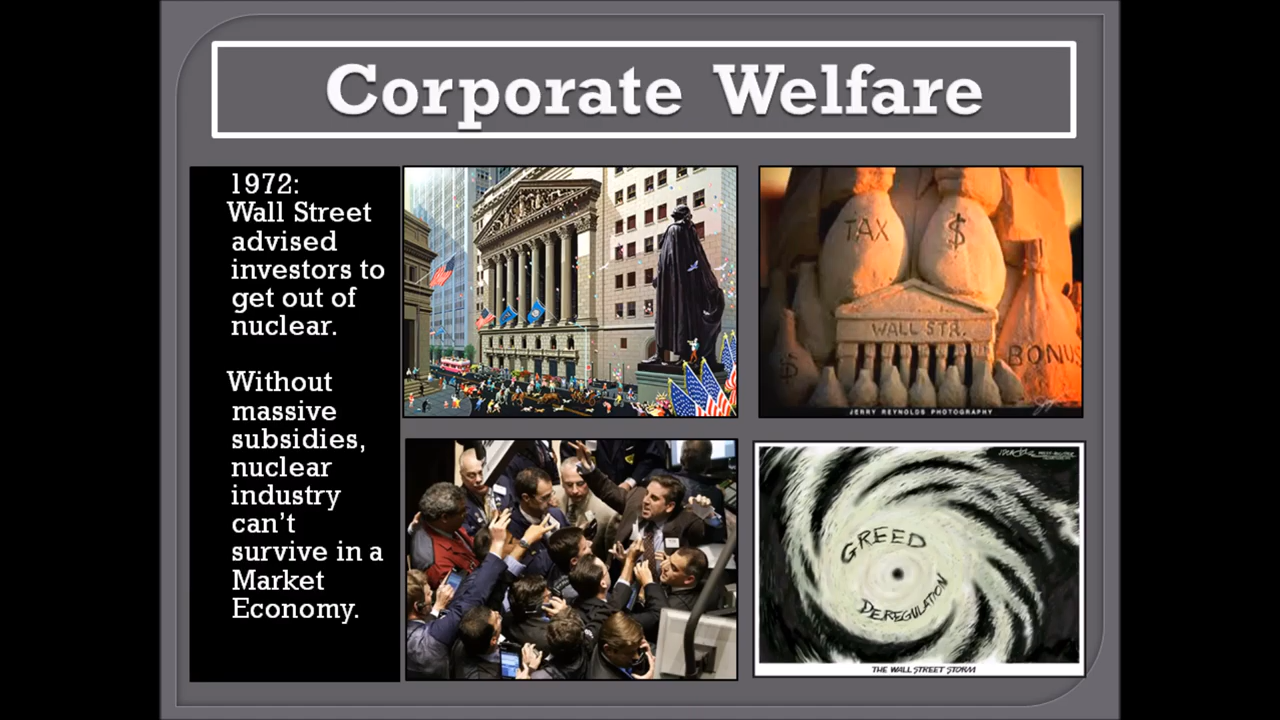 Corporate Welfare
1972:
Wall Street
advised
investors to
get out of
nuclear.
Without
massive
subsidies,
nuclear
industry
can't
survive in a
Market
Economy.
TAX
$
WALL STR.
$
BONUS
JERRY REYNOLDS PHOTOGRAPHY
GREED
DEREGULATION
THE WALL STREET STORM